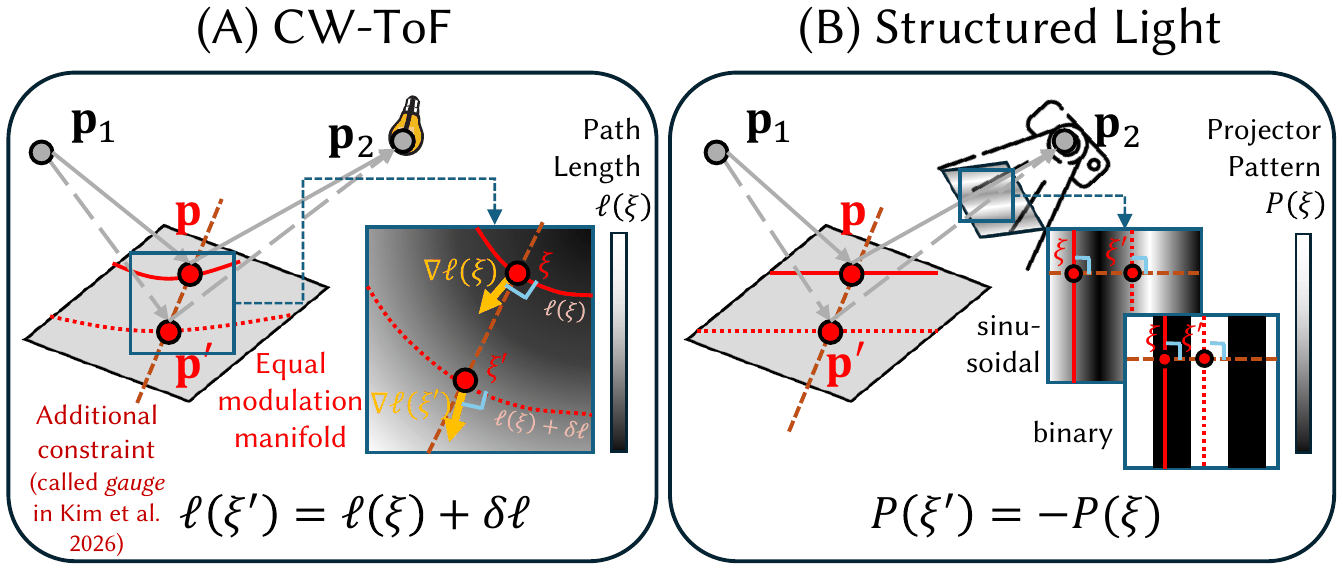 (A) CW-ToF
p₁
p₂
Path
Length
ℓ(ξ)
p
p′
∇ℓ(ξ)
ξ
ℓ(ξ)
ξ′
∇ℓ(ξ′)
ℓ(ξ) + δℓ
Equal
modulation
manifold
Additional
constraint
(called gauge
in Kim et al.
2026)
ℓ(ξ′) = ℓ(ξ) + δℓ
(B) Structured Light
p₁
p₂
Projector
Pattern
P(ξ)
p
p′
ξ
ξ′
sinu-
soidal
ξ
ξ′
binary
P(ξ′) = −P(ξ)